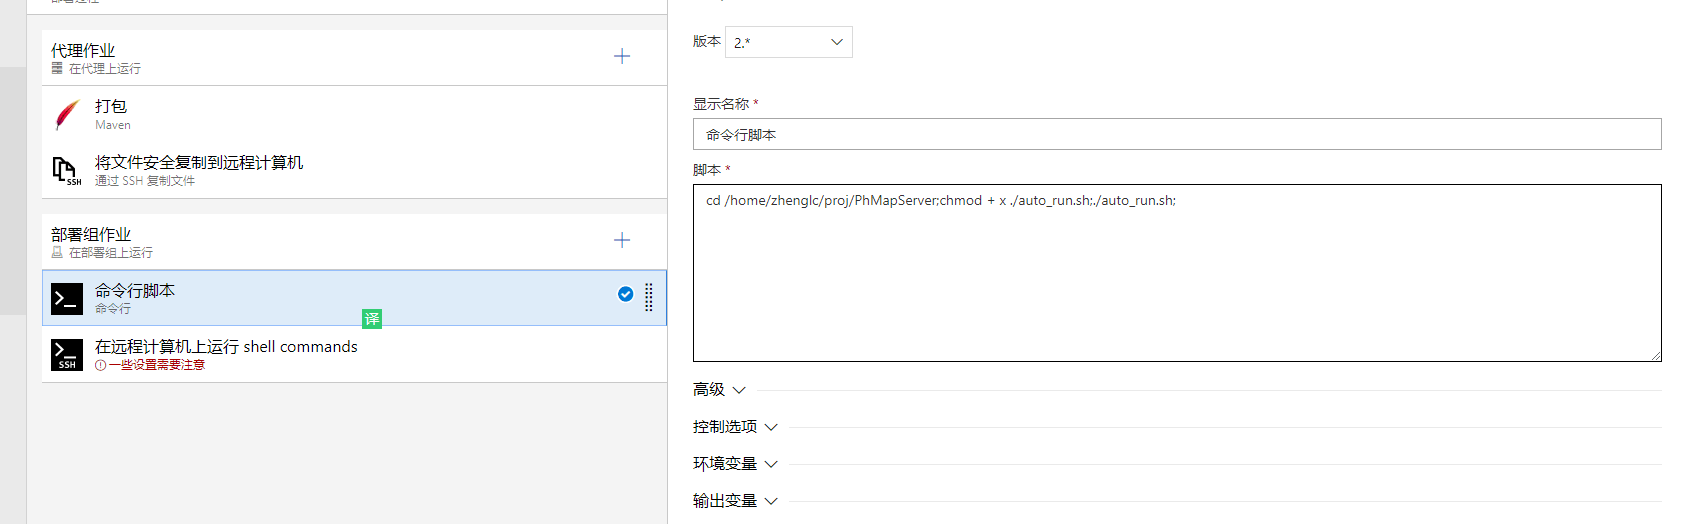 部署过程
代理作业
在代理上运行
打包
Maven
将文件安全复制到远程计算机
通过 SSH 复制文件
部署组作业
在部署组上运行
命令行脚本
命令行
译
在远程计算机上运行 shell commands
SSH
一些设置需要注意
版本 2.*
显示名称 *
命令行脚本
脚本 *
cd /home/zhenglc/proj/PhMapServer;chmod + x ./auto_run.sh;./auto_run.sh;
高级
控制选项
环境变量
输出变量